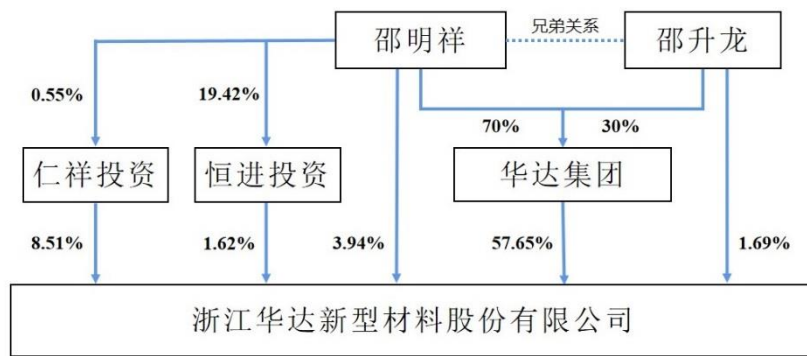 兄弟关系
邵明祥
邵升龙
0.55%
19.42%
70%
30%
仁祥投资
恒进投资
华达集团
8.51%
1.62%
3.94%
57.65%
1.69%
浙江华达新型材料股份有限公司